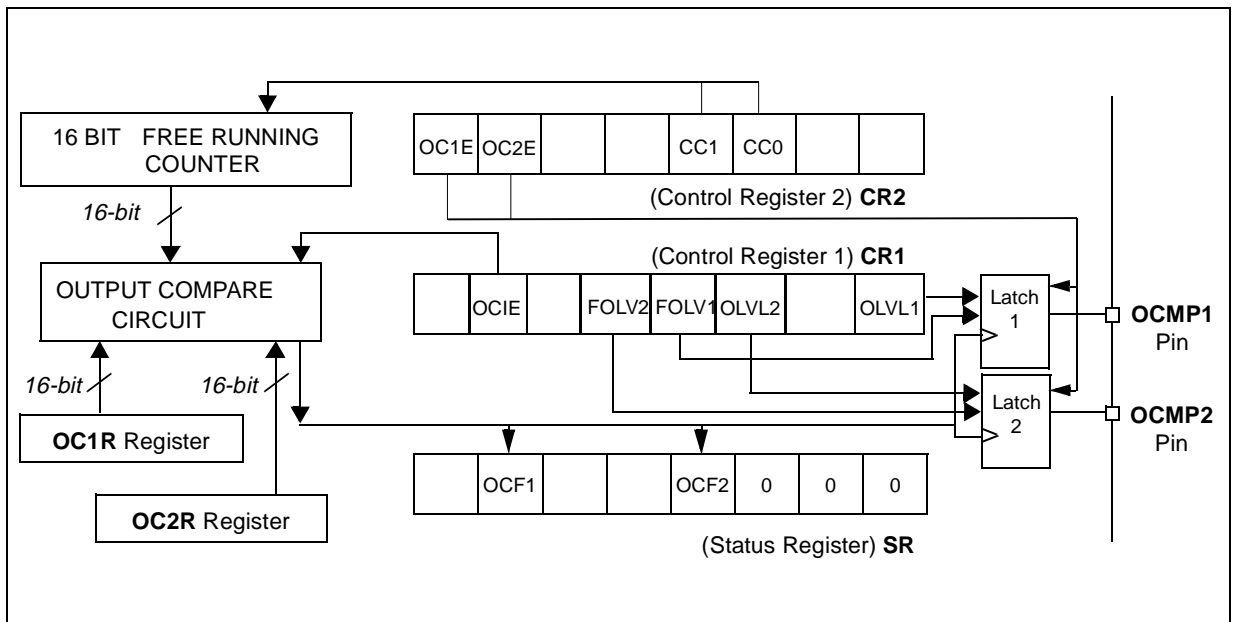 16 BIT FREE RUNNING
COUNTER
16-bit
OC1E OC2E CC1 CC0
(Control Register 2) CR2
(Control Register 1) CR1
OUTPUT COMPARE
CIRCUIT
OCIE FOLV2 FOLV1 OLVL2 OLVL1
Latch
1
OCMP1
Pin
16-bit 16-bit
Latch
2
OCMP2
Pin
OC1R Register
OCF1 OCF2 0 0 0
OC2R Register
(Status Register) SR